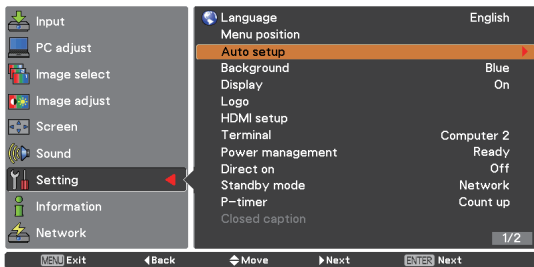 Input
PC adjust
Image select
Image adjust
Screen
Sound
Setting
Information
Network
Language English
Menu position
Auto setup
Background Blue
Display On
Logo
HDMI setup
Terminal Computer 2
Power management Ready
Direct on Off
Standby mode Network
P-timer Count up
Closed caption
1/2
MENU Exit Back Move Next ENTER Next